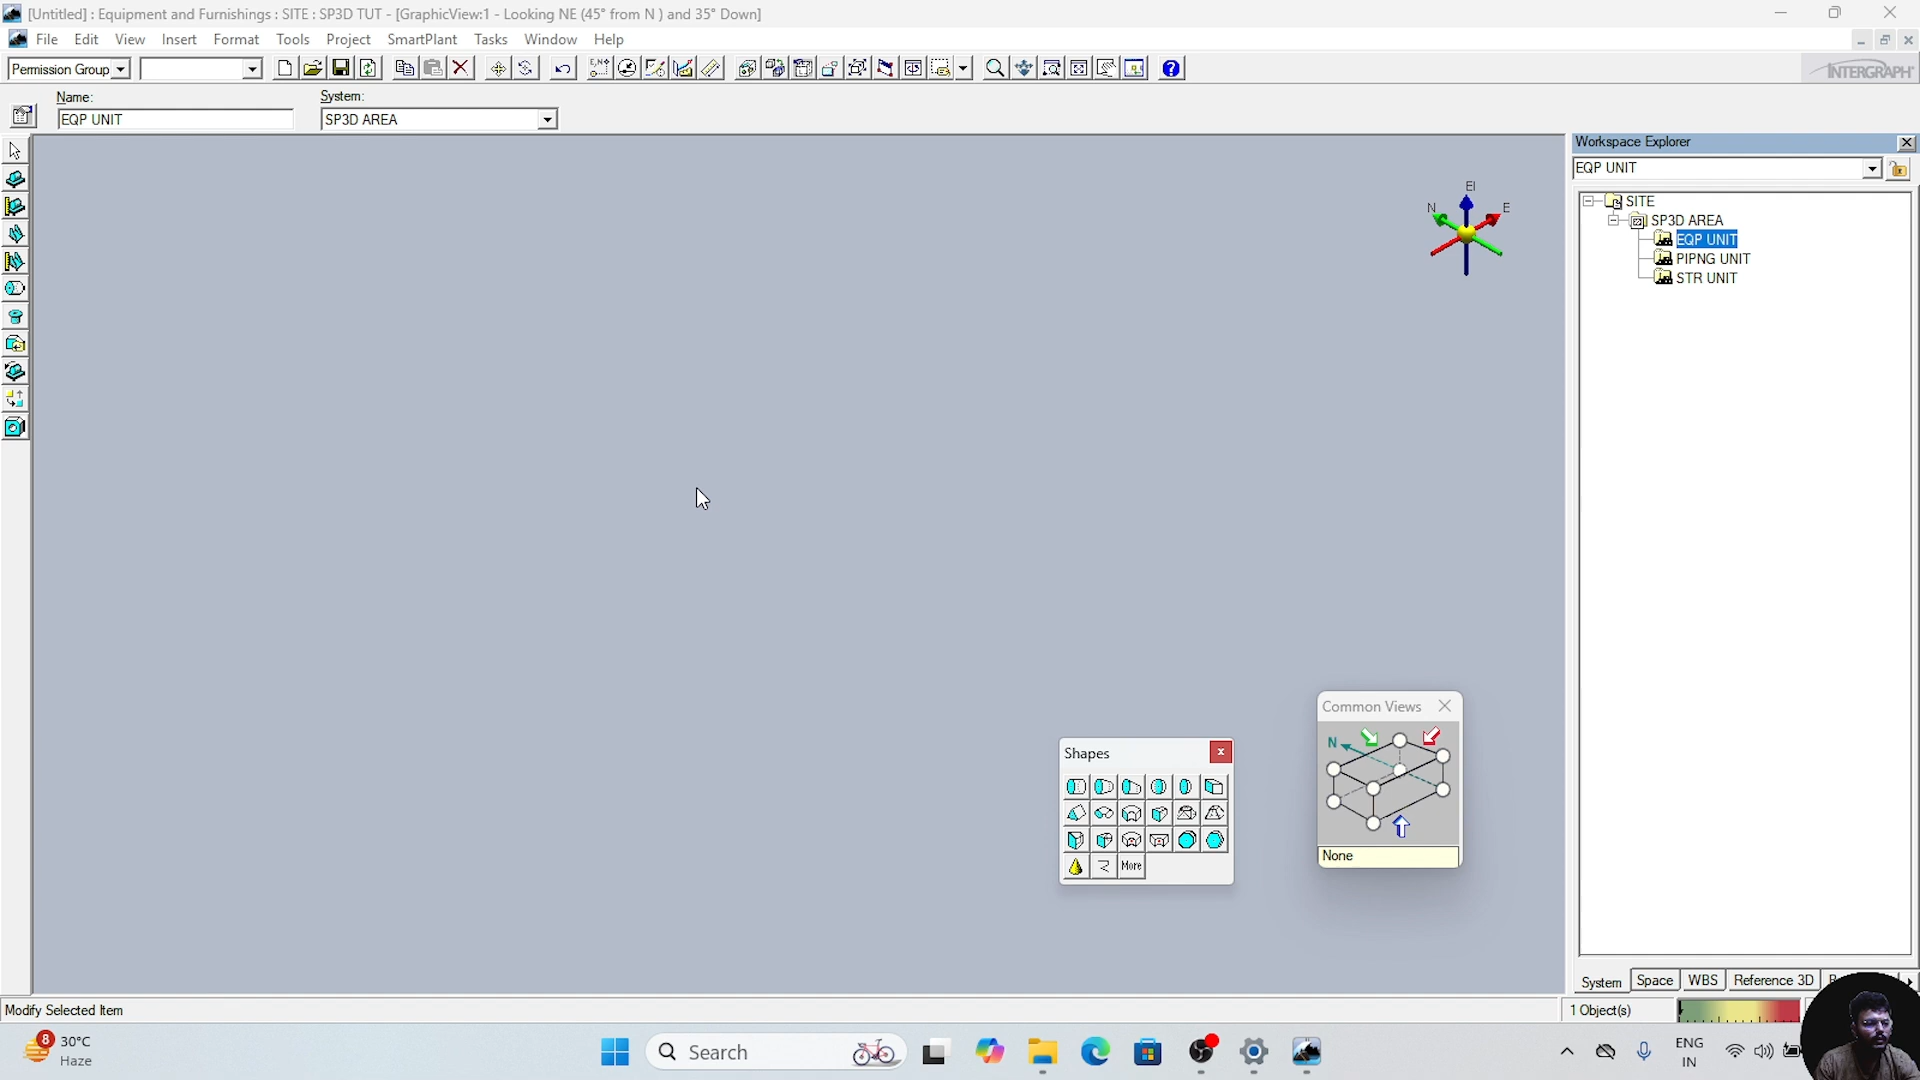 [Untitled] : Equipment and Furnishings : SITE : SP3D TUT - [GraphicView:1 - Looking NE (45° from N ) and 35° Down]
File Edit View Insert Format Tools Project SmartPlant Tasks Window Help
Permission Group
INTERGRAPH
Name:
System:
EQP UNIT
SP3D AREA
Workspace Explorer
EQP UNIT
SITE
SP3D AREA
EQP UNIT
PIPNG UNIT
STR UNIT
El
N
E
Common Views
N
None
Shapes
More
System Space WBS Reference 3D
Modify Selected Item
1 Object(s)
8
30°C
Haze
Search
ENG
IN